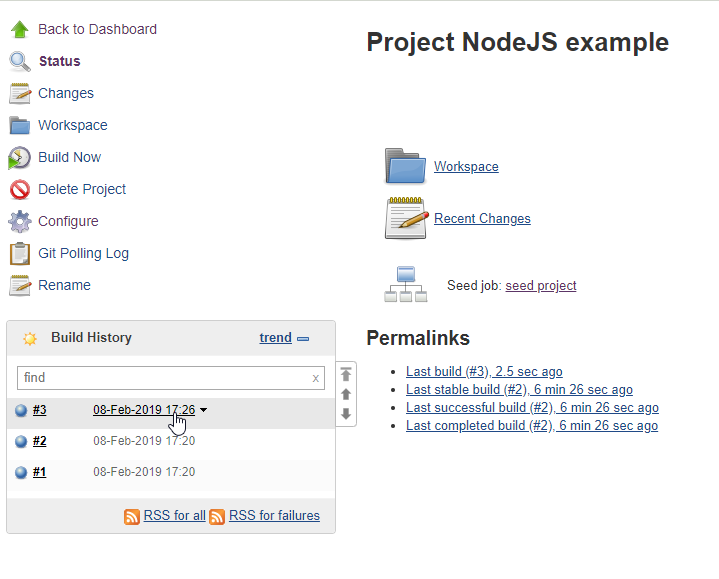 Back to Dashboard
Status
Changes
Workspace
Build Now
Delete Project
Configure
Git Polling Log
Rename
Build History trend
find x
#3 08-Feb-2019 17:26
#2 08-Feb-2019 17:20
#1 08-Feb-2019 17:20
RSS for all RSS for failures
Project NodeJS example
Workspace
Recent Changes
Seed job: seed project
Permalinks
Last build (#3), 2.5 sec ago
Last stable build (#2), 6 min 26 sec ago
Last successful build (#2), 6 min 26 sec ago
Last completed build (#2), 6 min 26 sec ago